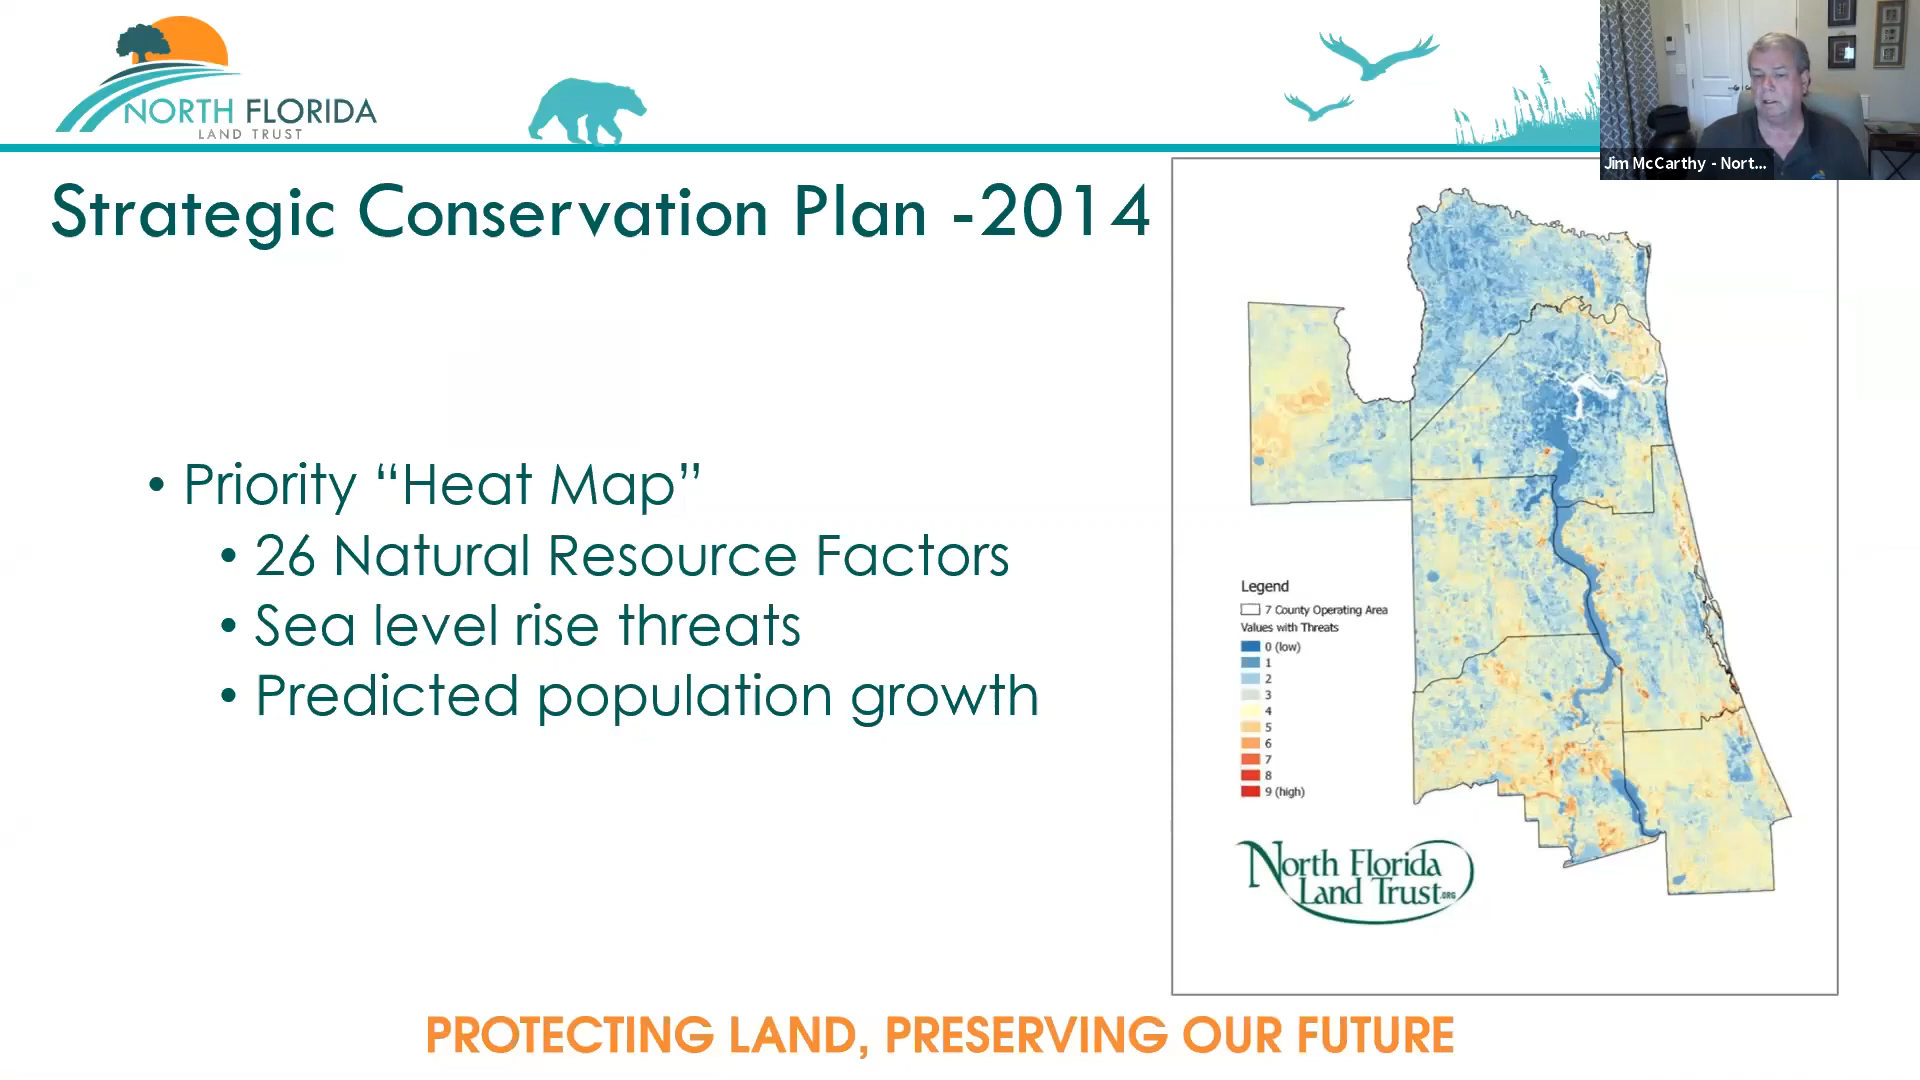 NORTH FLORIDA
LAND TRUST
Jim McCarthy - Nort...
Strategic Conservation Plan -2014
• Priority “Heat Map”
• 26 Natural Resource Factors
• Sea level rise threats
• Predicted population growth
Legend
7 County Operating Area
Values with Threats
0 (low)
1
2
3
4
5
6
7
8
9 (high)
North Florida
Land Trust.ORG
PROTECTING LAND, PRESERVING OUR FUTURE